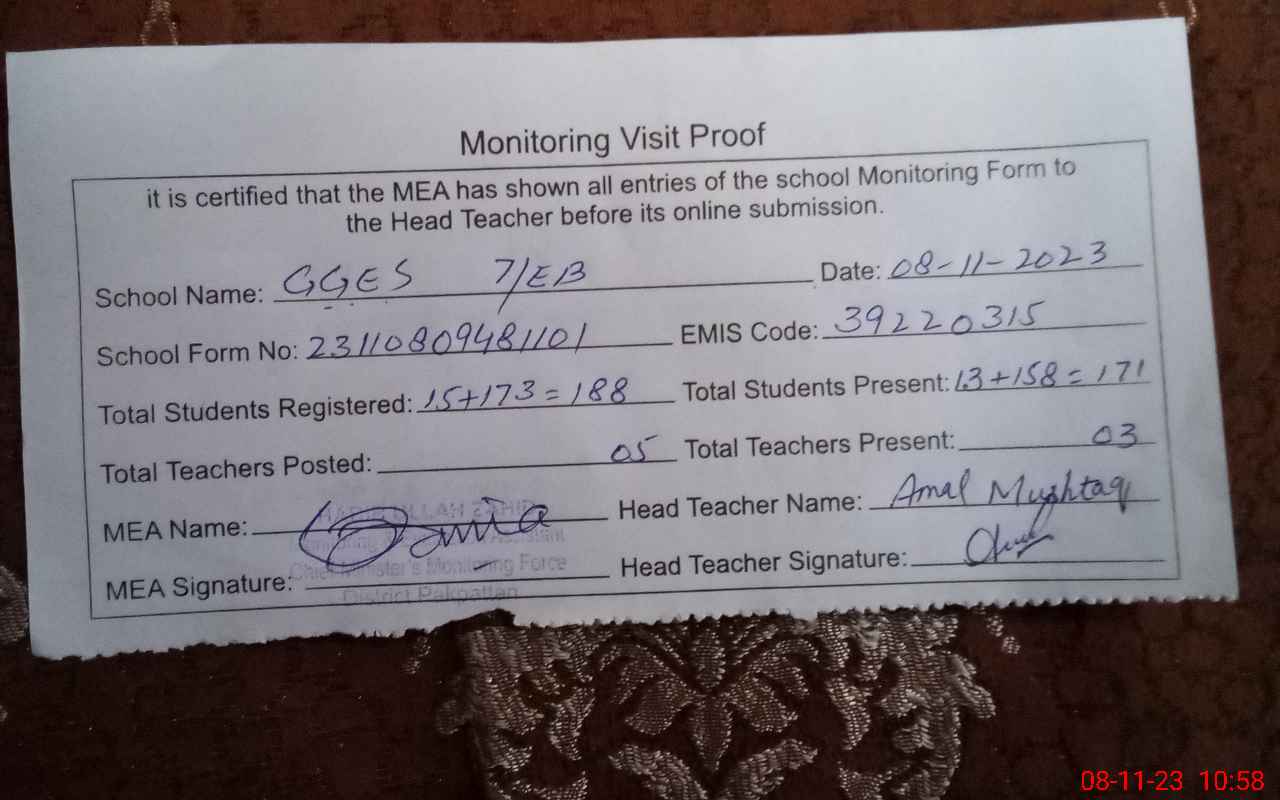 Monitoring Visit Proof
it is certified that the MEA has shown all entries of the school Monitoring Form to
the Head Teacher before its online submission.
School Name: GGES 7/EB Date: 08-11-2023
School Form No: 23110809481101 EMIS Code: 39220315
Total Students Registered: 15+173=188 Total Students Present: 13+158=171
Total Teachers Posted: 05 Total Teachers Present: 03
MEA Name: Head Teacher Name: Amal Mushtaq
MEA Signature: Head Teacher Signature:
ULLAH ZAHID
Assistant
Chief Minister's Monitoring Force
District Pakpattan
08-11-23 10:58